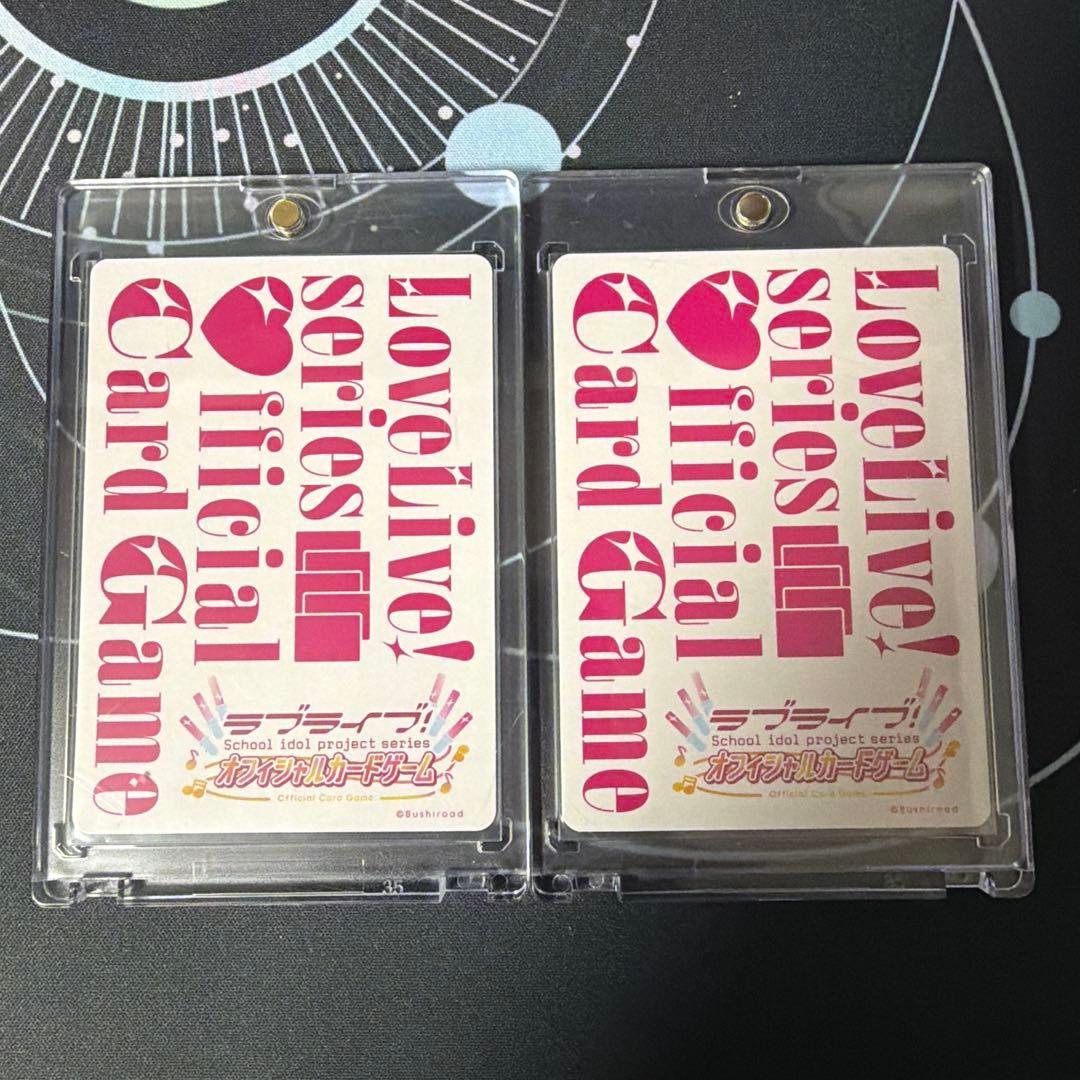 LoveLive!
series
♥fficial
Card Game
ラブライブ!
School idol project series
オフィシャルカードゲーム
Official Card Game
©Bushiroad
35
LoveLive!
series
♥fficial
Card Game
ラブライブ!
School idol project series
オフィシャルカードゲーム
Official Card Game
©Bushiroad